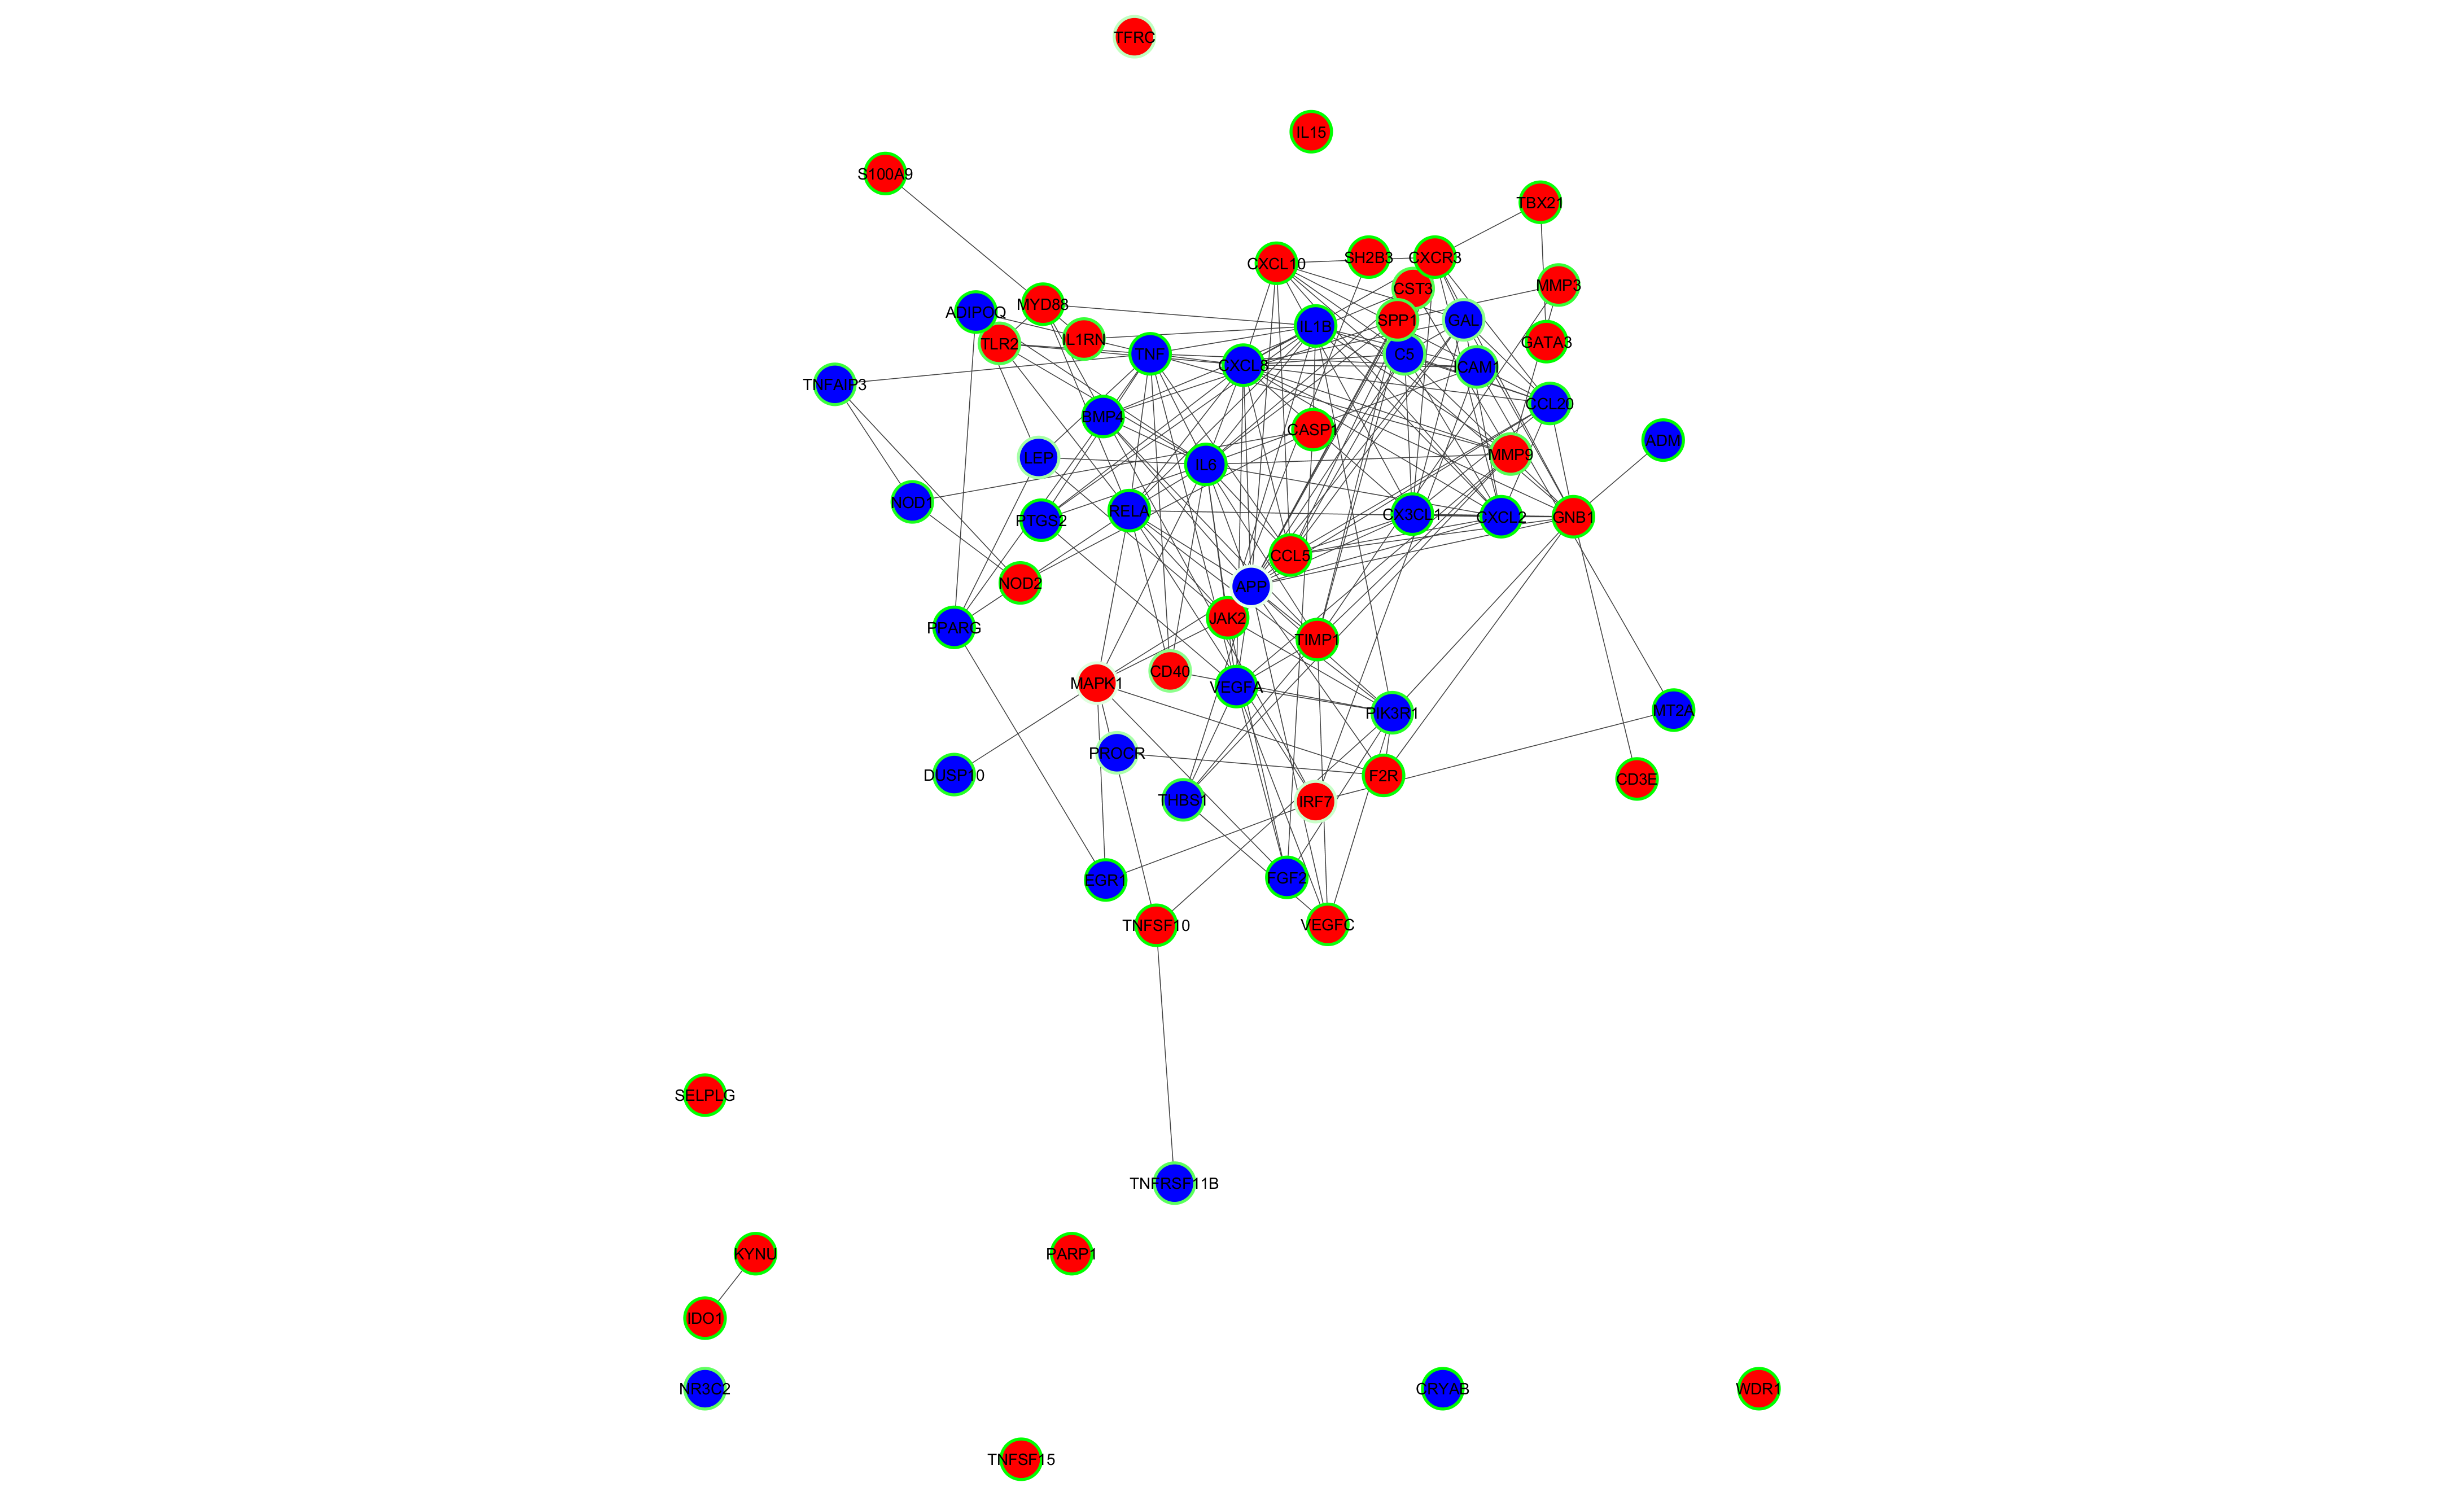 TFRC
IL15
S100A9
TBX21
CXCL10
SH2B3
CXCR3
CST3
MMP3
MYD88
ADIPOQ
SPP1
GAL
IL1B
TLR2
IL1RN
GATA3
TNF
C5
CXCL8
ICAM1
TNFAIP3
CCL20
BMP4
CASP1
ADM
MMP9
LEP
IL6
NOD1
RELA
PTGS2
CX3CL1
CXCL2
GNB1
CCL5
NOD2
APP
JAK2
PPARG
TIMP1
CD40
MAPK1
VEGFA
MT2A
PIK3R1
PROCR
DUSP10
F2R
CD3E
THBS1
IRF7
EGR1
FGF2
TNFSF10
VEGFC
SELPLG
TNFRSF11B
KYNU
PARP1
IDO1
NR3C2
CRYAB
WDR1
TNFSF15